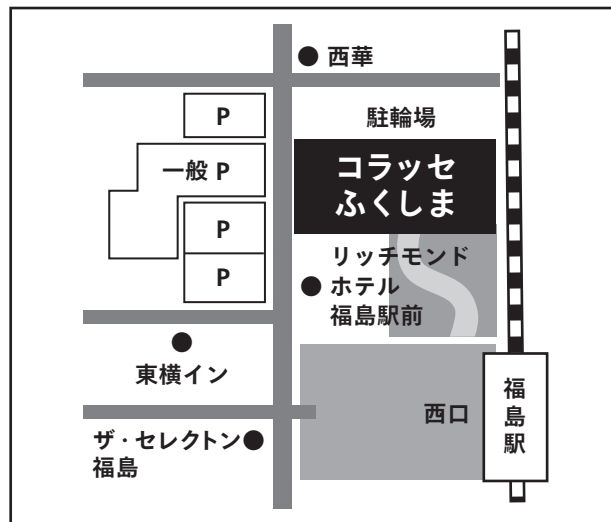 西華
P
駐輪場
一般 P
コラッセ
ふくしま
P
P
リッチモンド
ホテル
福島駅前
東横イン
西口
福島駅
ザ・セレクトン
福島